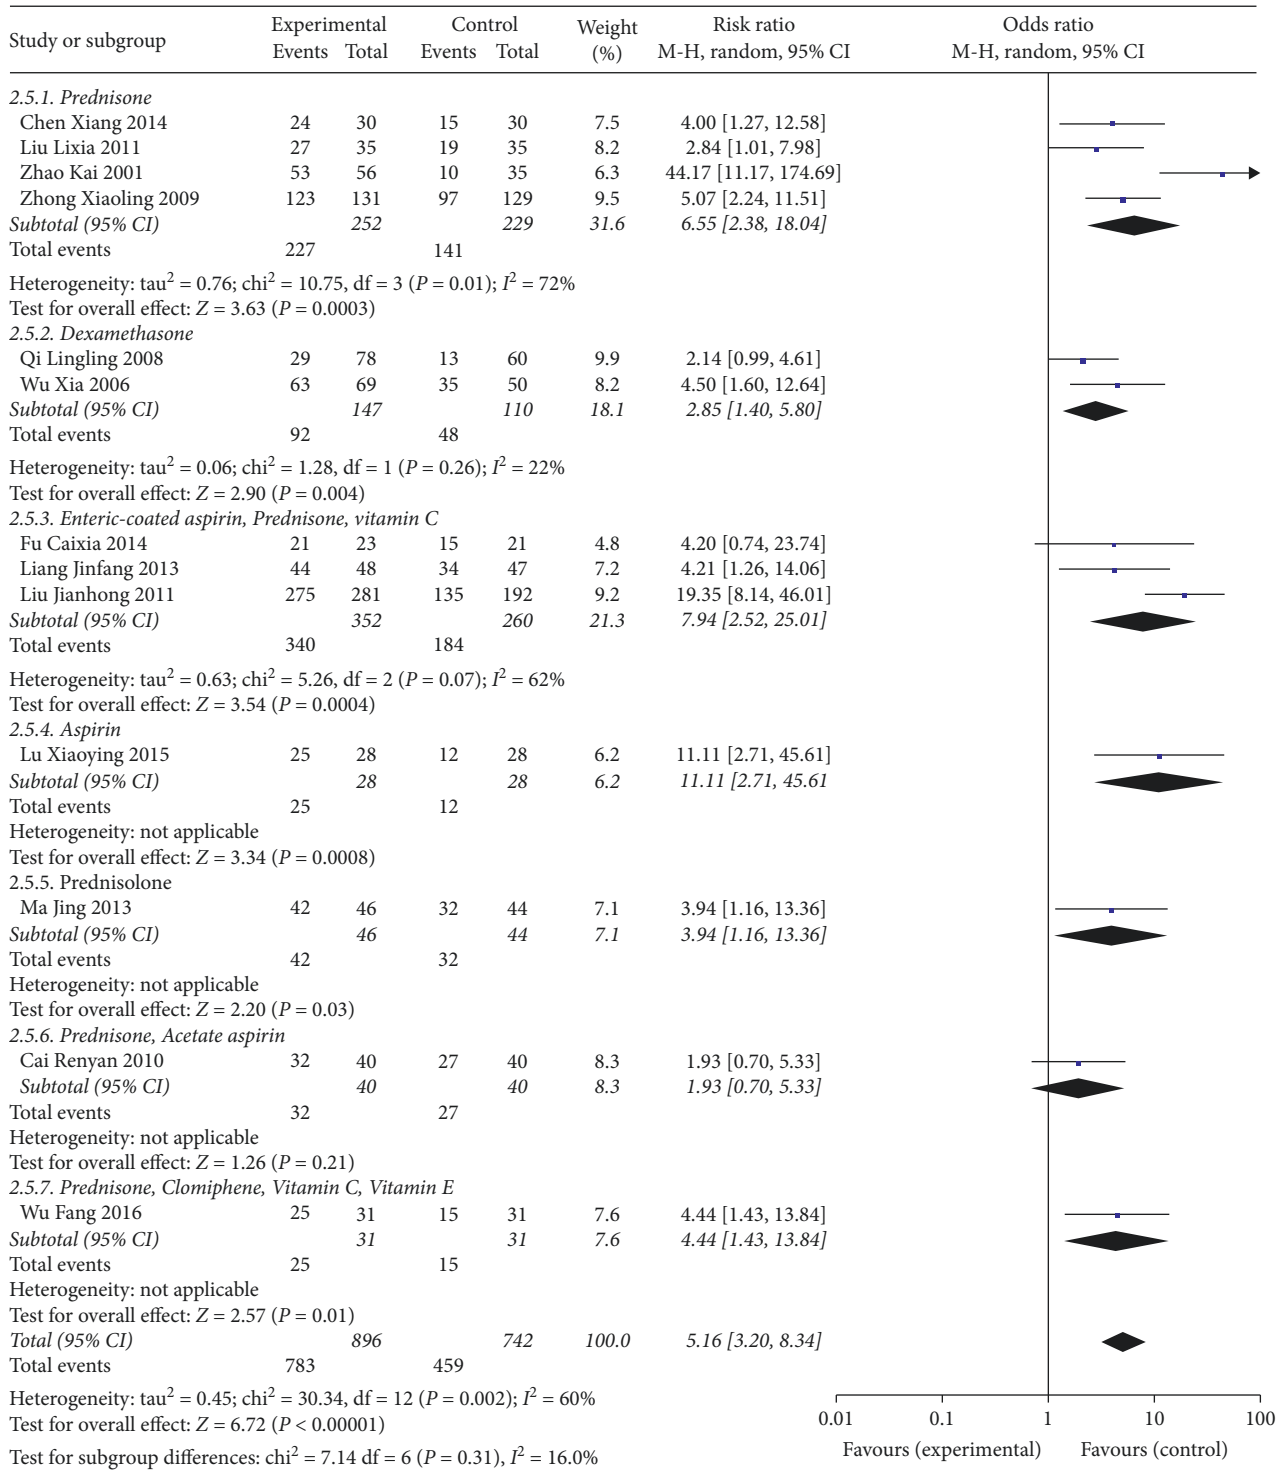 Study or subgroup Experimental Control Weight (%) Risk ratio Odds ratio
Events Total Events Total M-H, random, 95% CI M-H, random, 95% CI
2.5.1. Prednisone
Chen Xiang 2014 24 30 15 30 7.5 4.00 [1.27, 12.58]
Liu Lixia 2011 27 35 19 35 8.2 2.84 [1.01, 7.98]
Zhao Kai 2001 53 56 10 35 6.3 44.17 [11.17, 174.69]
Zhong Xiaoling 2009 123 131 97 129 9.5 5.07 [2.24, 11.51]
Subtotal (95% CI) 252 229 31.6 6.55 [2.38, 18.04]
Total events 227 141
Heterogeneity: tau² = 0.76; chi² = 10.75, df = 3 (P = 0.01); I² = 72%
Test for overall effect: Z = 3.63 (P = 0.0003)
2.5.2. Dexamethasone
Qi Lingling 2008 29 78 13 60 9.9 2.14 [0.99, 4.61]
Wu Xia 2006 63 69 35 50 8.2 4.50 [1.60, 12.64]
Subtotal (95% CI) 147 110 18.1 2.85 [1.40, 5.80]
Total events 92 48
Heterogeneity: tau² = 0.06; chi² = 1.28, df = 1 (P = 0.26); I² = 22%
Test for overall effect: Z = 2.90 (P = 0.004)
2.5.3. Enteric-coated aspirin, Prednisone, vitamin C
Fu Caixia 2014 21 23 15 21 4.8 4.20 [0.74, 23.74]
Liang Jinfang 2013 44 48 34 47 7.2 4.21 [1.26, 14.06]
Liu Jianhong 2011 275 281 135 192 9.2 19.35 [8.14, 46.01]
Subtotal (95% CI) 352 260 21.3 7.94 [2.52, 25.01]
Total events 340 184
Heterogeneity: tau² = 0.63; chi² = 5.26, df = 2 (P = 0.07); I² = 62%
Test for overall effect: Z = 3.54 (P = 0.0004)
2.5.4. Aspirin
Lu Xiaoying 2015 25 28 12 28 6.2 11.11 [2.71, 45.61]
Subtotal (95% CI) 28 28 6.2 11.11 [2.71, 45.61
Total events 25 12
Heterogeneity: not applicable
Test for overall effect: Z = 3.34 (P = 0.0008)
2.5.5. Prednisolone
Ma Jing 2013 42 46 32 44 7.1 3.94 [1.16, 13.36]
Subtotal (95% CI) 46 44 7.1 3.94 [1.16, 13.36]
Total events 42 32
Heterogeneity: not applicable
Test for overall effect: Z = 2.20 (P = 0.03)
2.5.6. Prednisone, Acetate aspirin
Cai Renyan 2010 32 40 27 40 8.3 1.93 [0.70, 5.33]
Subtotal (95% CI) 40 40 8.3 1.93 [0.70, 5.33]
Total events 32 27
Heterogeneity: not applicable
Test for overall effect: Z = 1.26 (P = 0.21)
2.5.7. Prednisone, Clomiphene, Vitamin C, Vitamin E
Wu Fang 2016 25 31 15 31 7.6 4.44 [1.43, 13.84]
Subtotal (95% CI) 31 31 7.6 4.44 [1.43, 13.84]
Total events 25 15
Heterogeneity: not applicable
Test for overall effect: Z = 2.57 (P = 0.01)
Total (95% CI) 896 742 100.0 5.16 [3.20, 8.34]
Total events 783 459
Heterogeneity: tau² = 0.45; chi² = 30.34, df = 12 (P = 0.002); I² = 60%
Test for overall effect: Z = 6.72 (P < 0.00001)
Test for subgroup differences: chi² = 7.14 df = 6 (P = 0.31), I² = 16.0%
0.01 0.1 1 10 100
Favours (experimental) Favours (control)